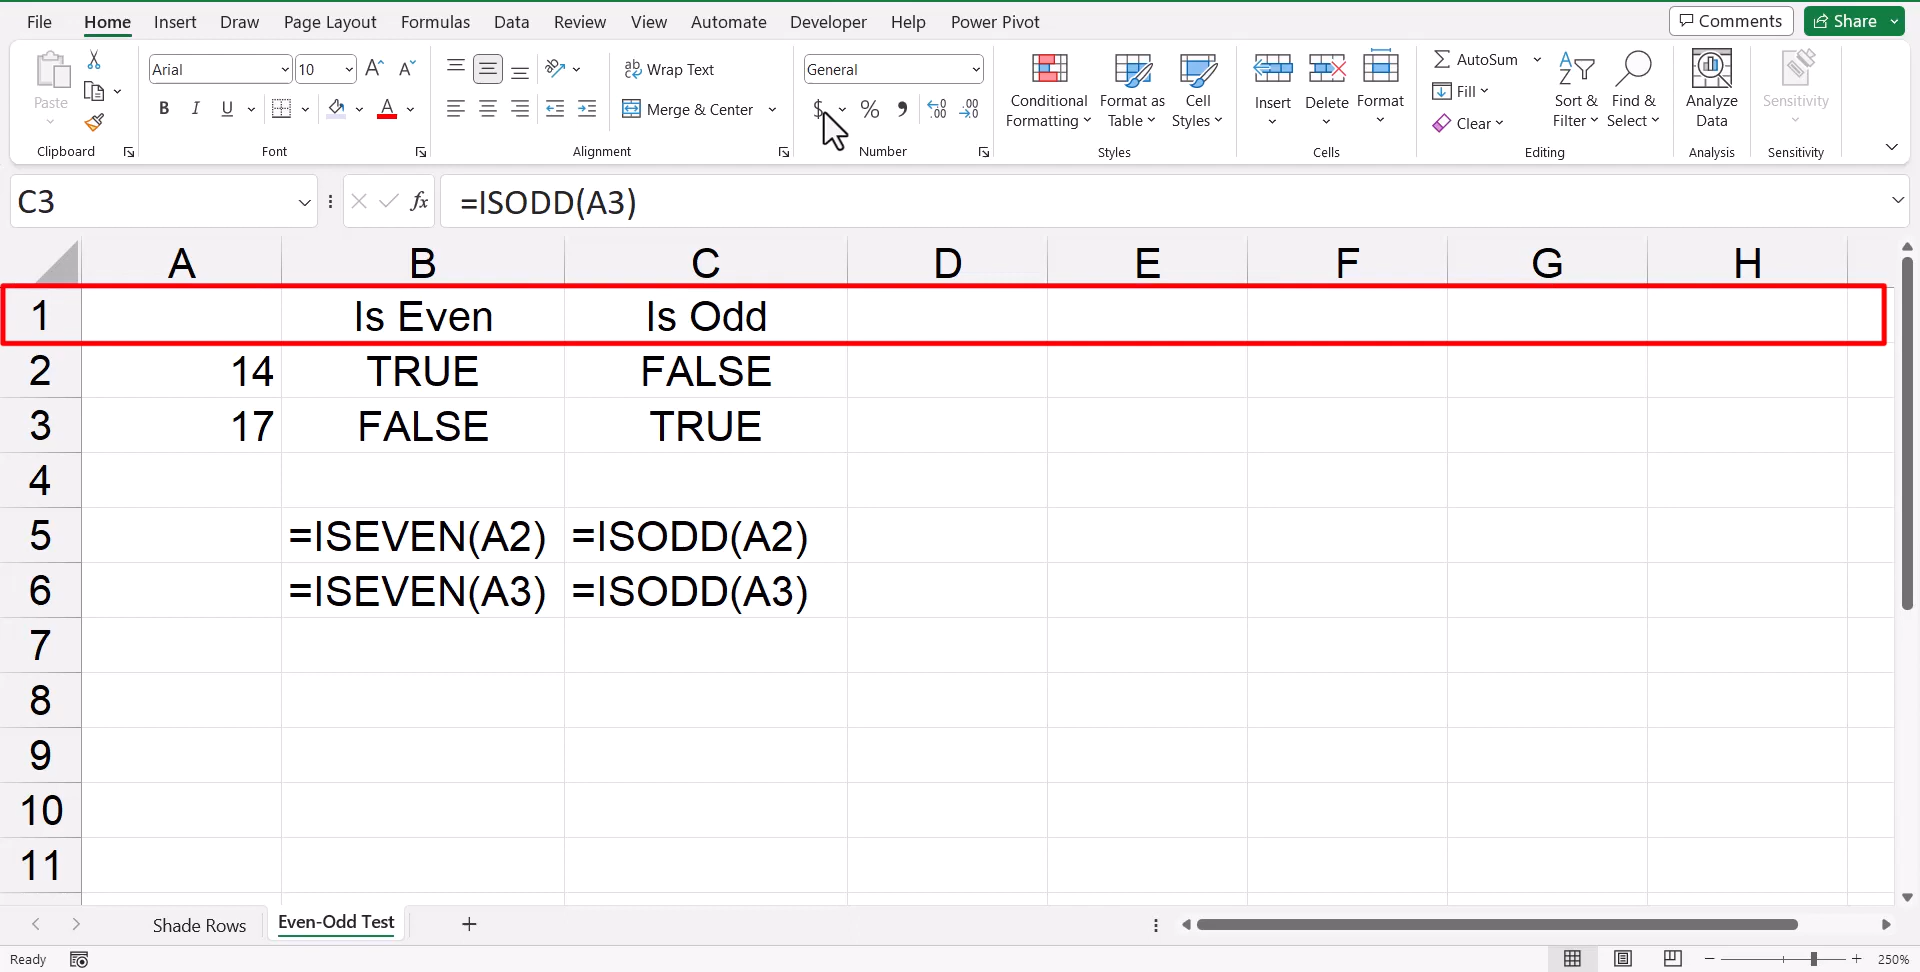 File Home Insert Draw Page Layout Formulas Data Review View Automate Developer Help Power Pivot Comments Share
Paste
Clipboard
Arial 10
B I U A
Font
Wrap Text
Merge & Center
Alignment
General
$ % ,
Number
Conditional Formatting
Format as Table
Cell Styles
Styles
Insert Delete Format
Cells
AutoSum
Fill
Clear
Sort & Filter
Find & Select
Editing
Analyze Data
Analysis
Sensitivity
Sensitivity
C3 fx =ISODD(A3)
A B C D E F G H
1 Is Even Is Odd
2 14 TRUE FALSE
3 17 FALSE TRUE
4
5 =ISEVEN(A2) =ISODD(A2)
6 =ISEVEN(A3) =ISODD(A3)
7
8
9
10
11
Shade Rows Even-Odd Test +
Ready 250%